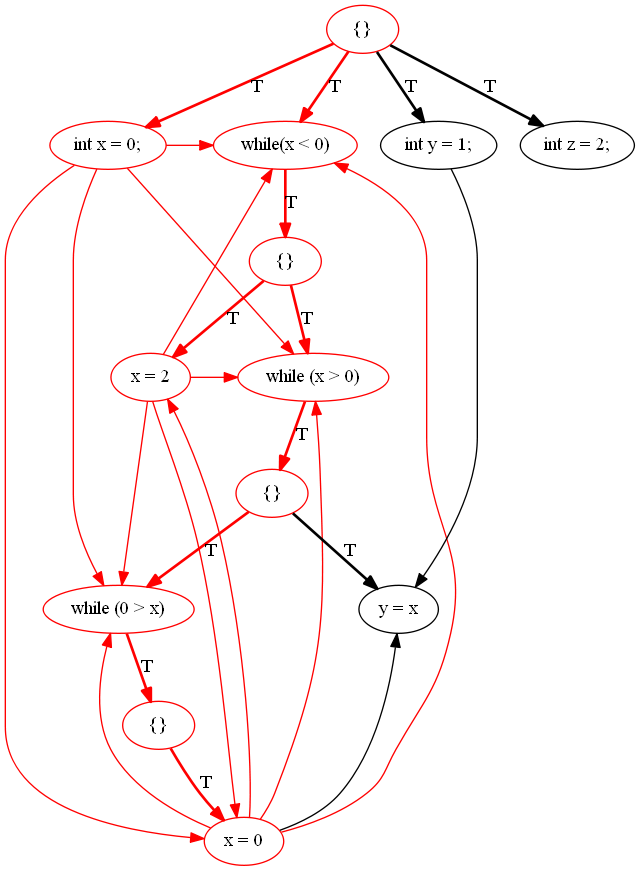 {}
T
T
T
T
int x = 0;
while(x < 0)
int y = 1;
int z = 2;
T
{}
T
T
x = 2
while (x > 0)
T
{}
T
T
while (0 > x)
y = x
T
{}
T
x = 0